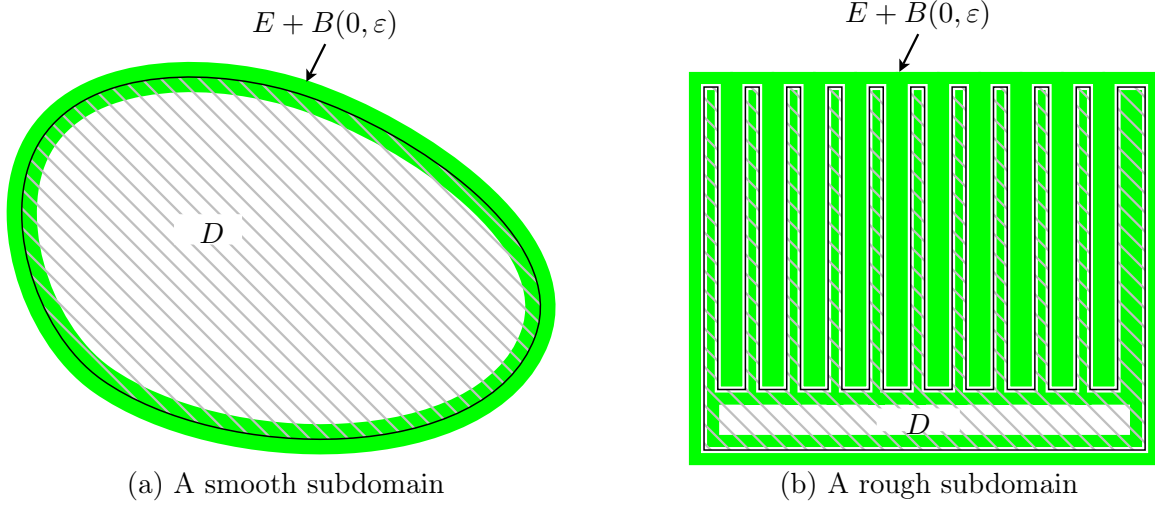 E + B(0, ε)
D
(a) A smooth subdomain
E + B(0, ε)
D
(b) A rough subdomain